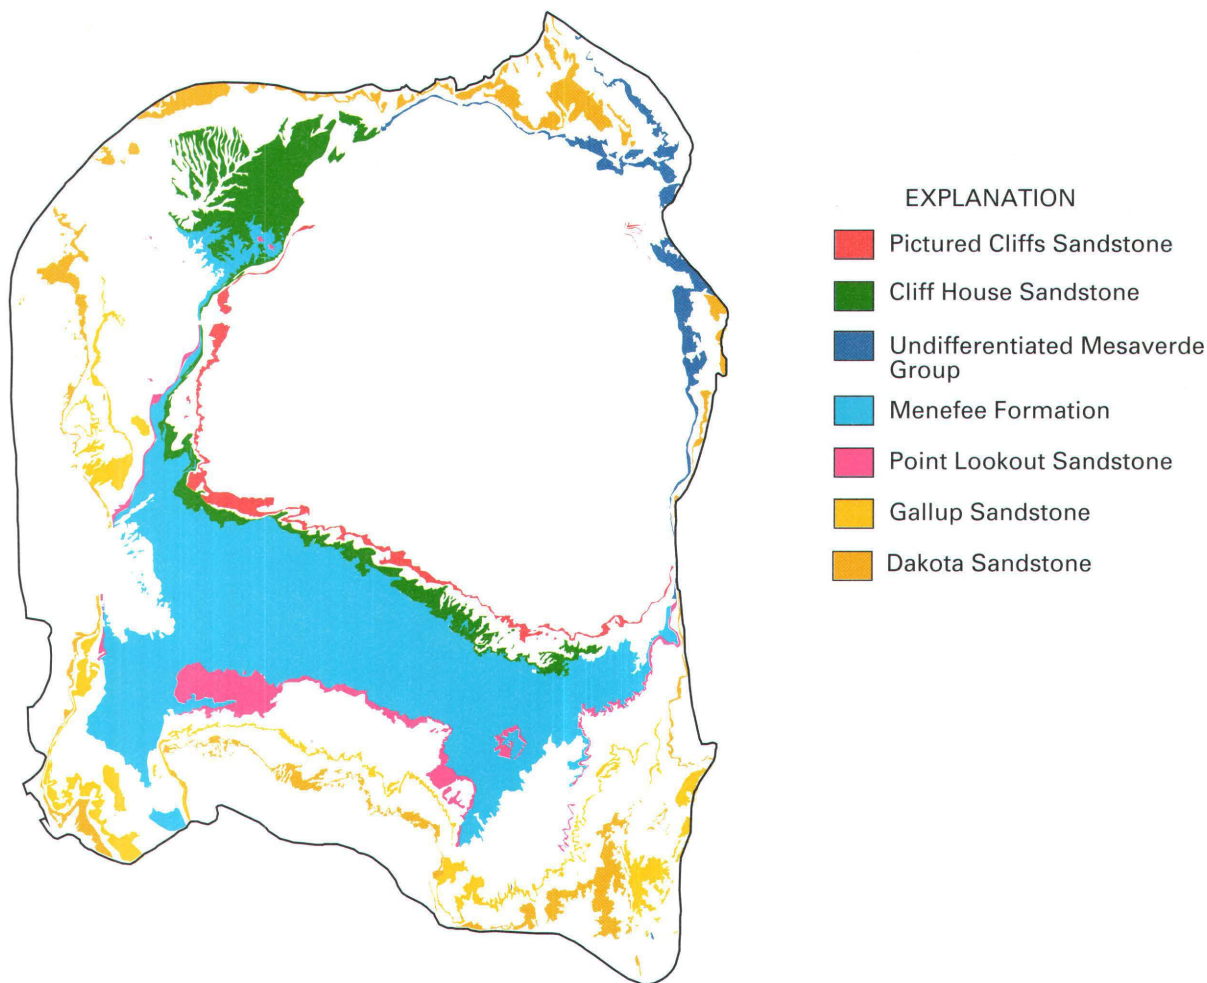 EXPLANATION
Pictured Cliffs Sandstone
Cliff House Sandstone
Undifferentiated Mesaverde
Group
Menefee Formation
Point Lookout Sandstone
Gallup Sandstone
Dakota Sandstone